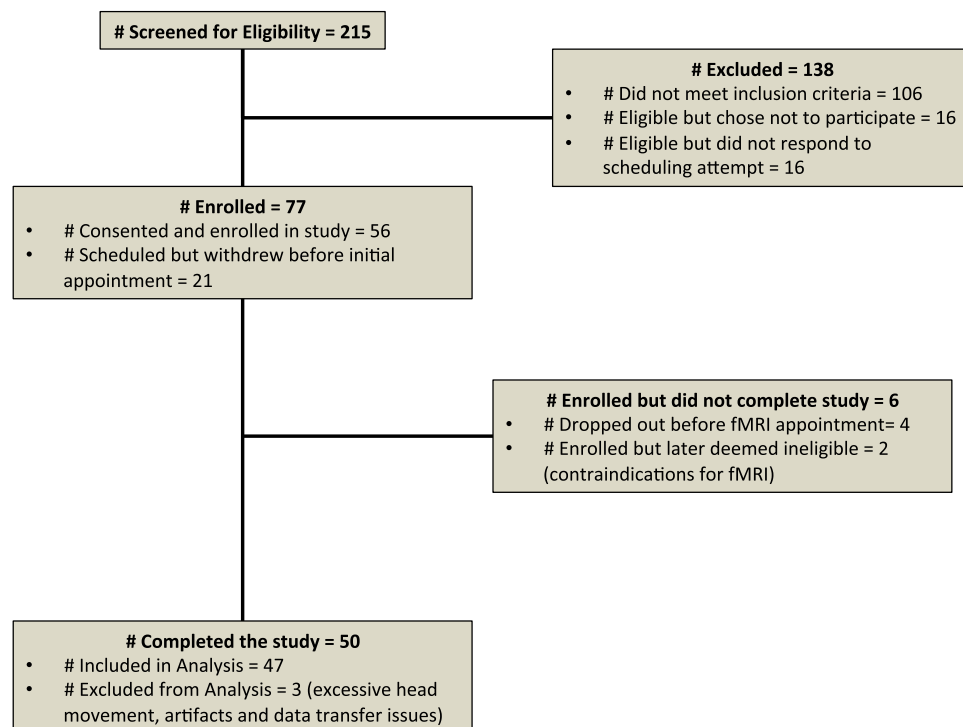 # Screened for Eligibility = 215
# Excluded = 138
• # Did not meet inclusion criteria = 106
• # Eligible but chose not to participate = 16
• # Eligible but did not respond to
scheduling attempt = 16
# Enrolled = 77
• # Consented and enrolled in study = 56
• # Scheduled but withdrew before initial
appointment = 21
# Enrolled but did not complete study = 6
• # Dropped out before fMRI appointment= 4
• # Enrolled but later deemed ineligible = 2
(contraindications for fMRI)
# Completed the study = 50
• # Included in Analysis = 47
• # Excluded from Analysis = 3 (excessive head
movement, artifacts and data transfer issues)